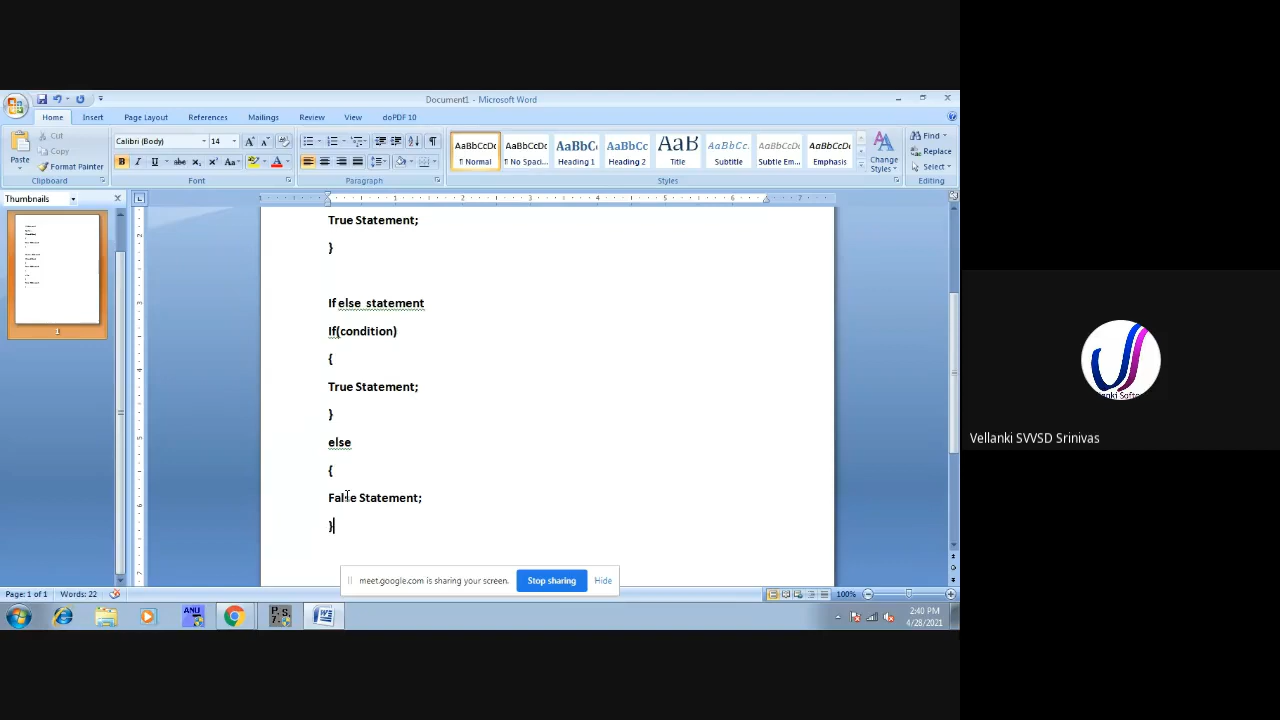 Document1 - Microsoft Word
Home Insert Page Layout References Mailings Review View doPDF 10
Paste
Cut
Copy
Format Painter
Clipboard
Calibri (Body) 14
Font
Paragraph
AaBbCcDc AaBbCcDc AaBbC AaBbCc AaB AaBbCc. AaBbCcDc AaBbCcDc
¶ Normal ¶ No Spaci... Heading 1 Heading 2 Title Subtitle Subtle Em... Emphasis
Styles
Change Styles
Find
Replace
Select
Editing
Thumbnails
1
True Statement;
}
If else statement
If(condition)
{
True Statement;
}
else
{
False Statement;
}
meet.google.com is sharing your screen. Stop sharing Hide
Page: 1 of 1 Words: 22 100%
2:40 PM
4/28/2021
Vellanki SVVSD Srinivas